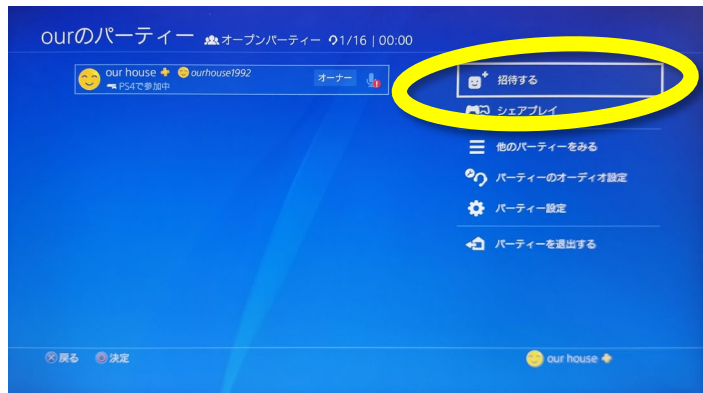 ourのパーティー オープンパーティー 1/16 | 00:00
our house ourhouse1992
PS4で参加中
オーナー
招待する
シェアプレイ
他のパーティーをみる
パーティーのオーディオ設定
パーティー設定
パーティーを退出する
戻る 決定
our house